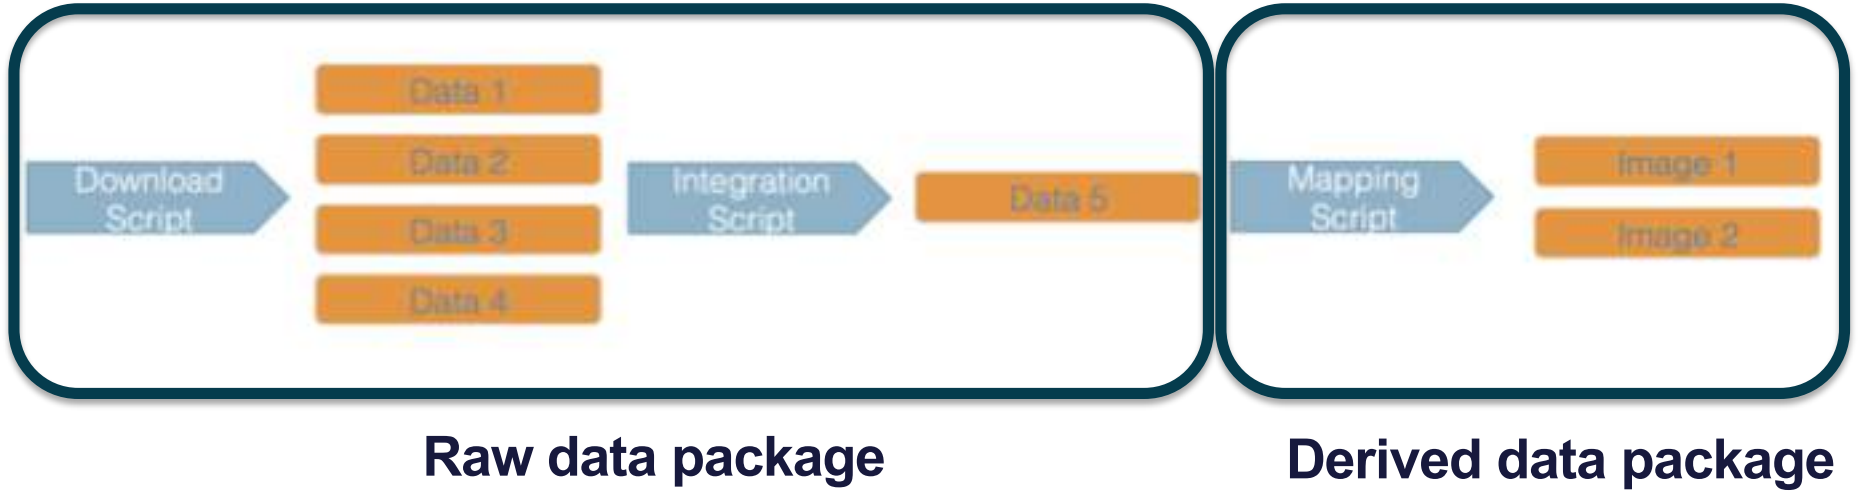 Download
Script
Data 1
Data 2
Data 3
Data 4
Integration
Script
Data 5
Mapping
Script
Image 1
Image 2
Raw data package
Derived data package